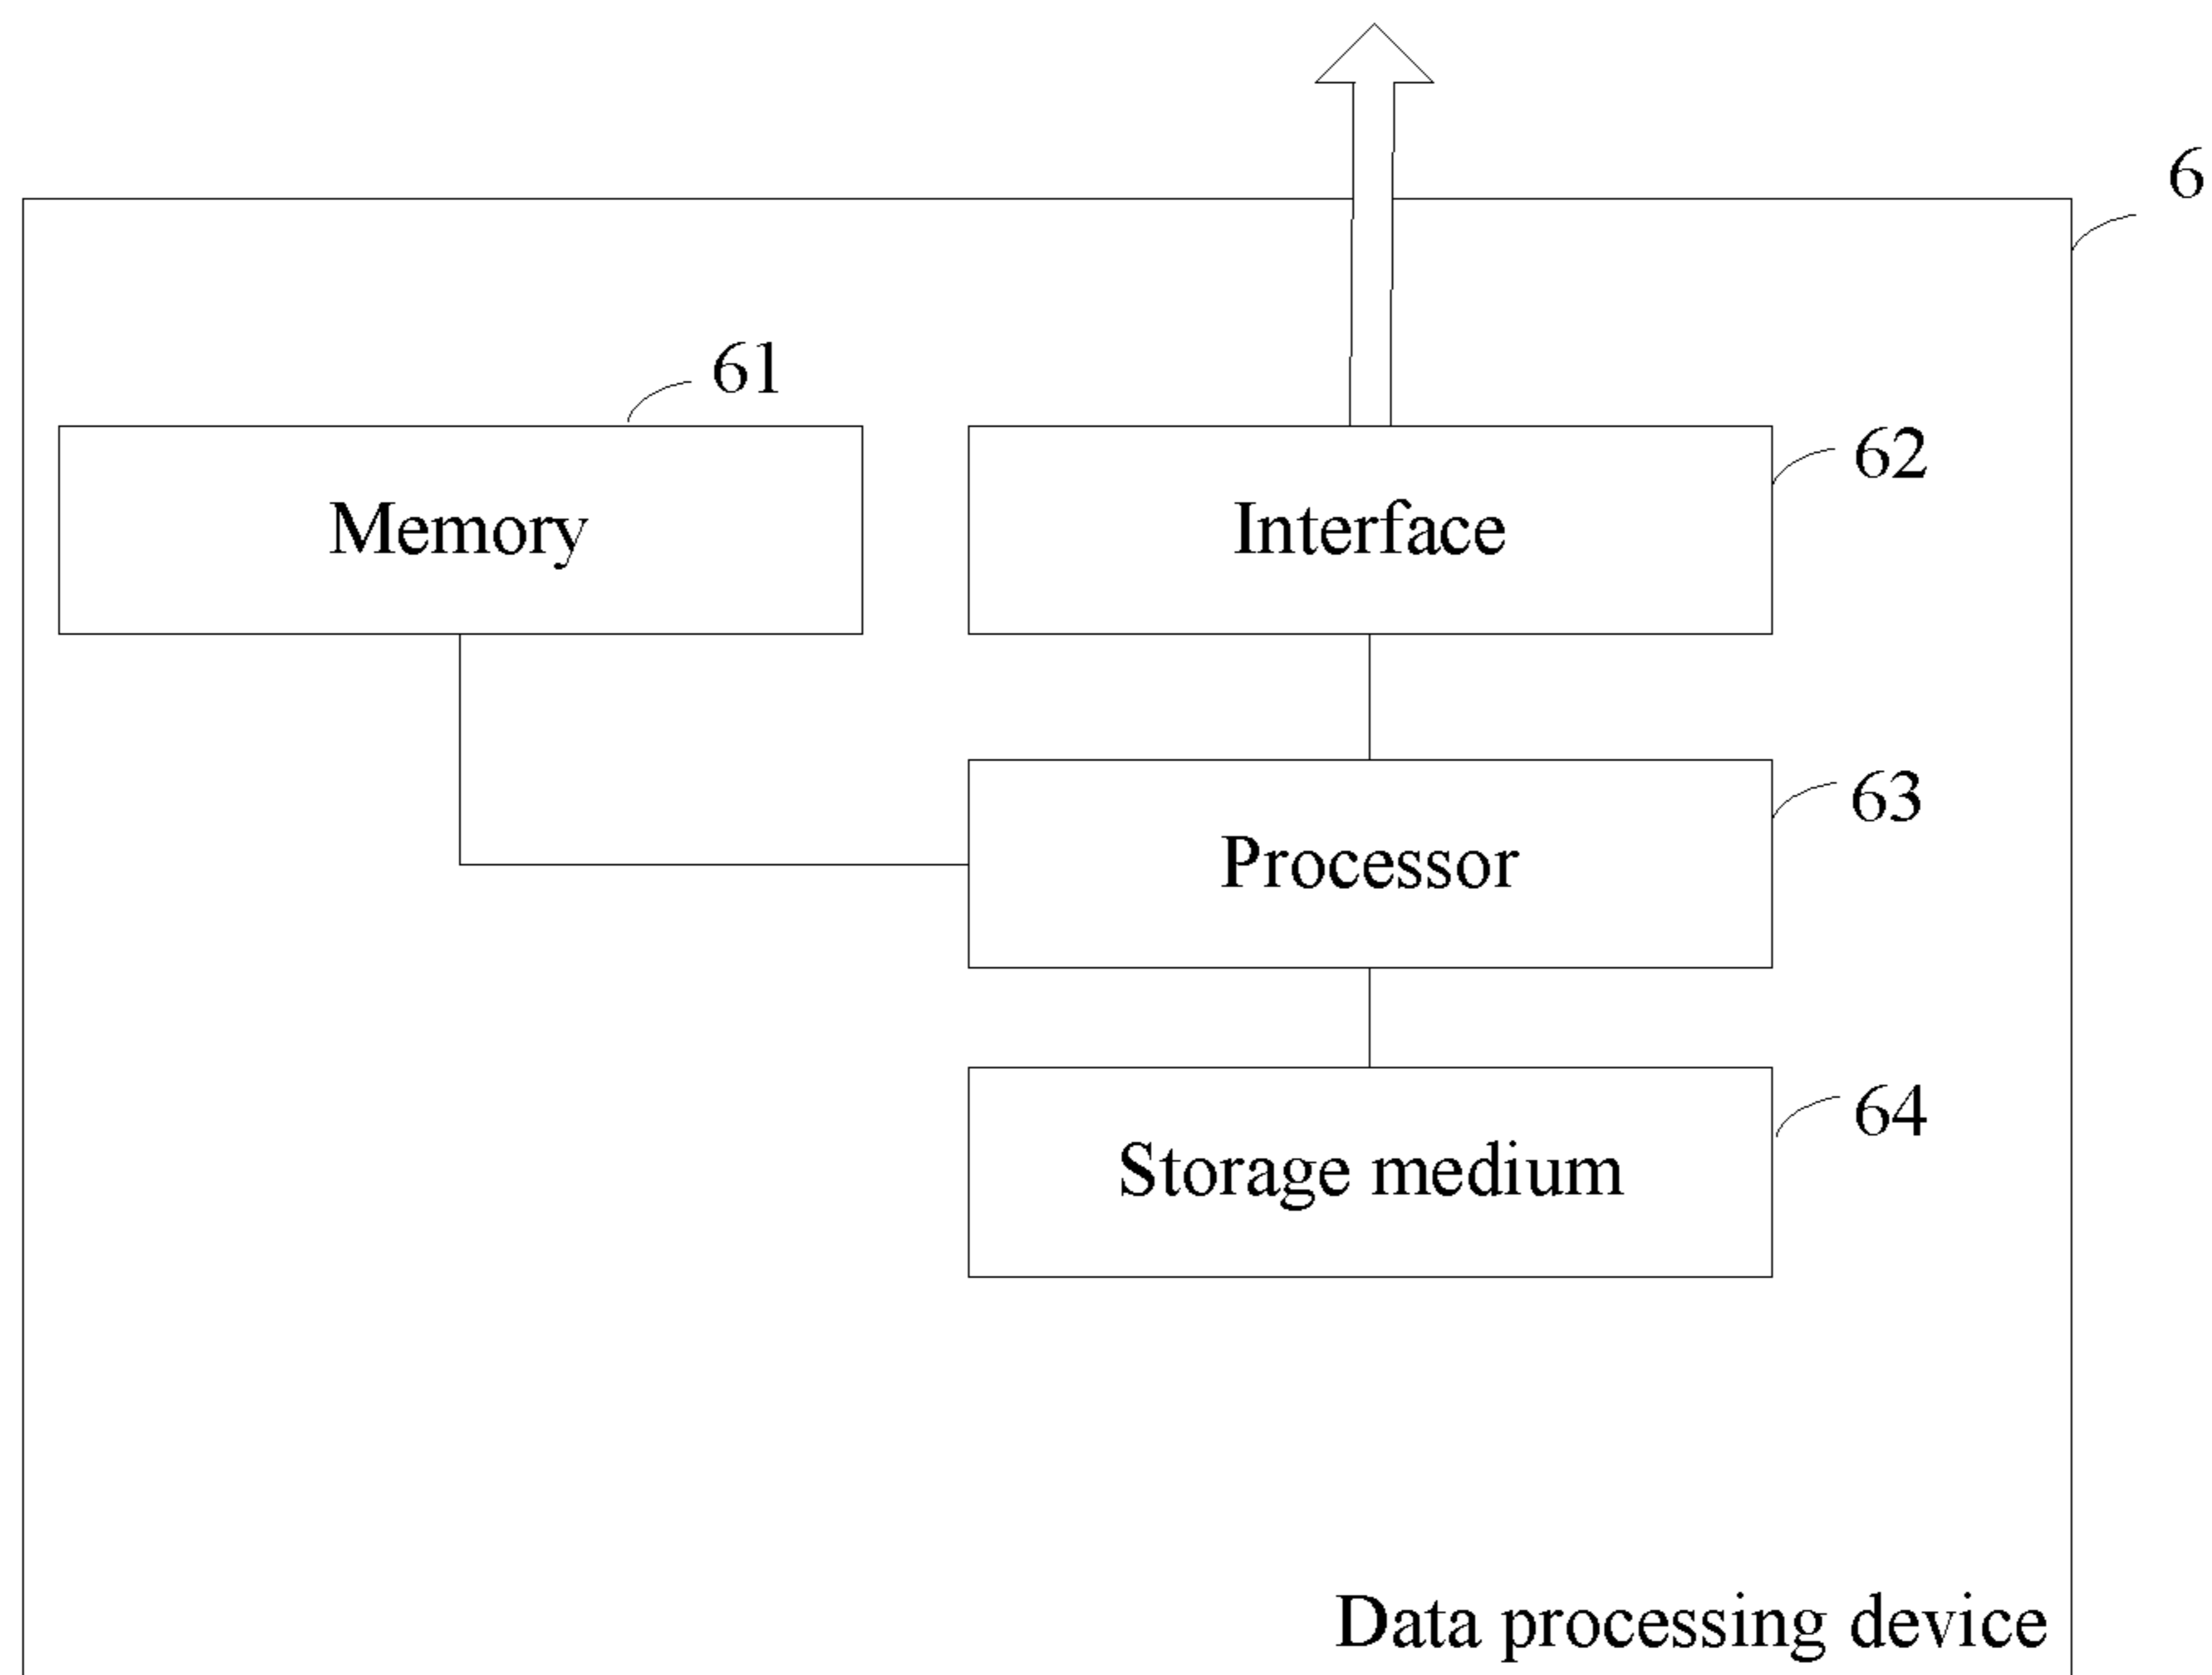 6
61
62
Memory
Interface
63
Processor
64
Storage medium
Data processing device